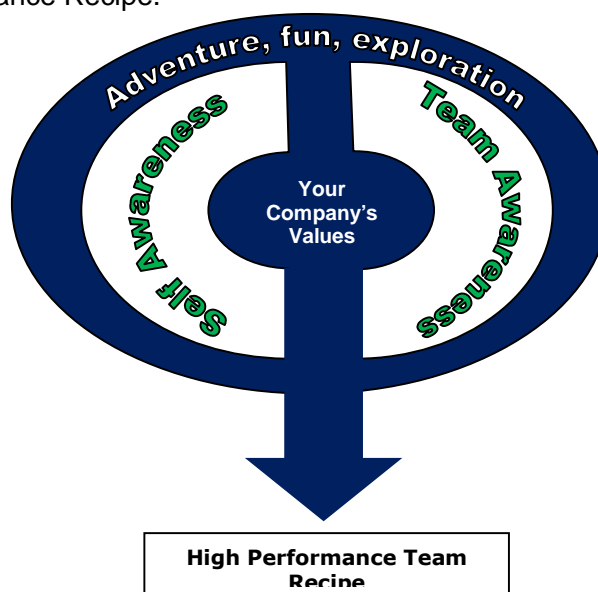 ance Recipe.
Adventure, fun, exploration
Self Awareness
Team Awareness
Your
Company's
Values
High Performance Team
Recipe